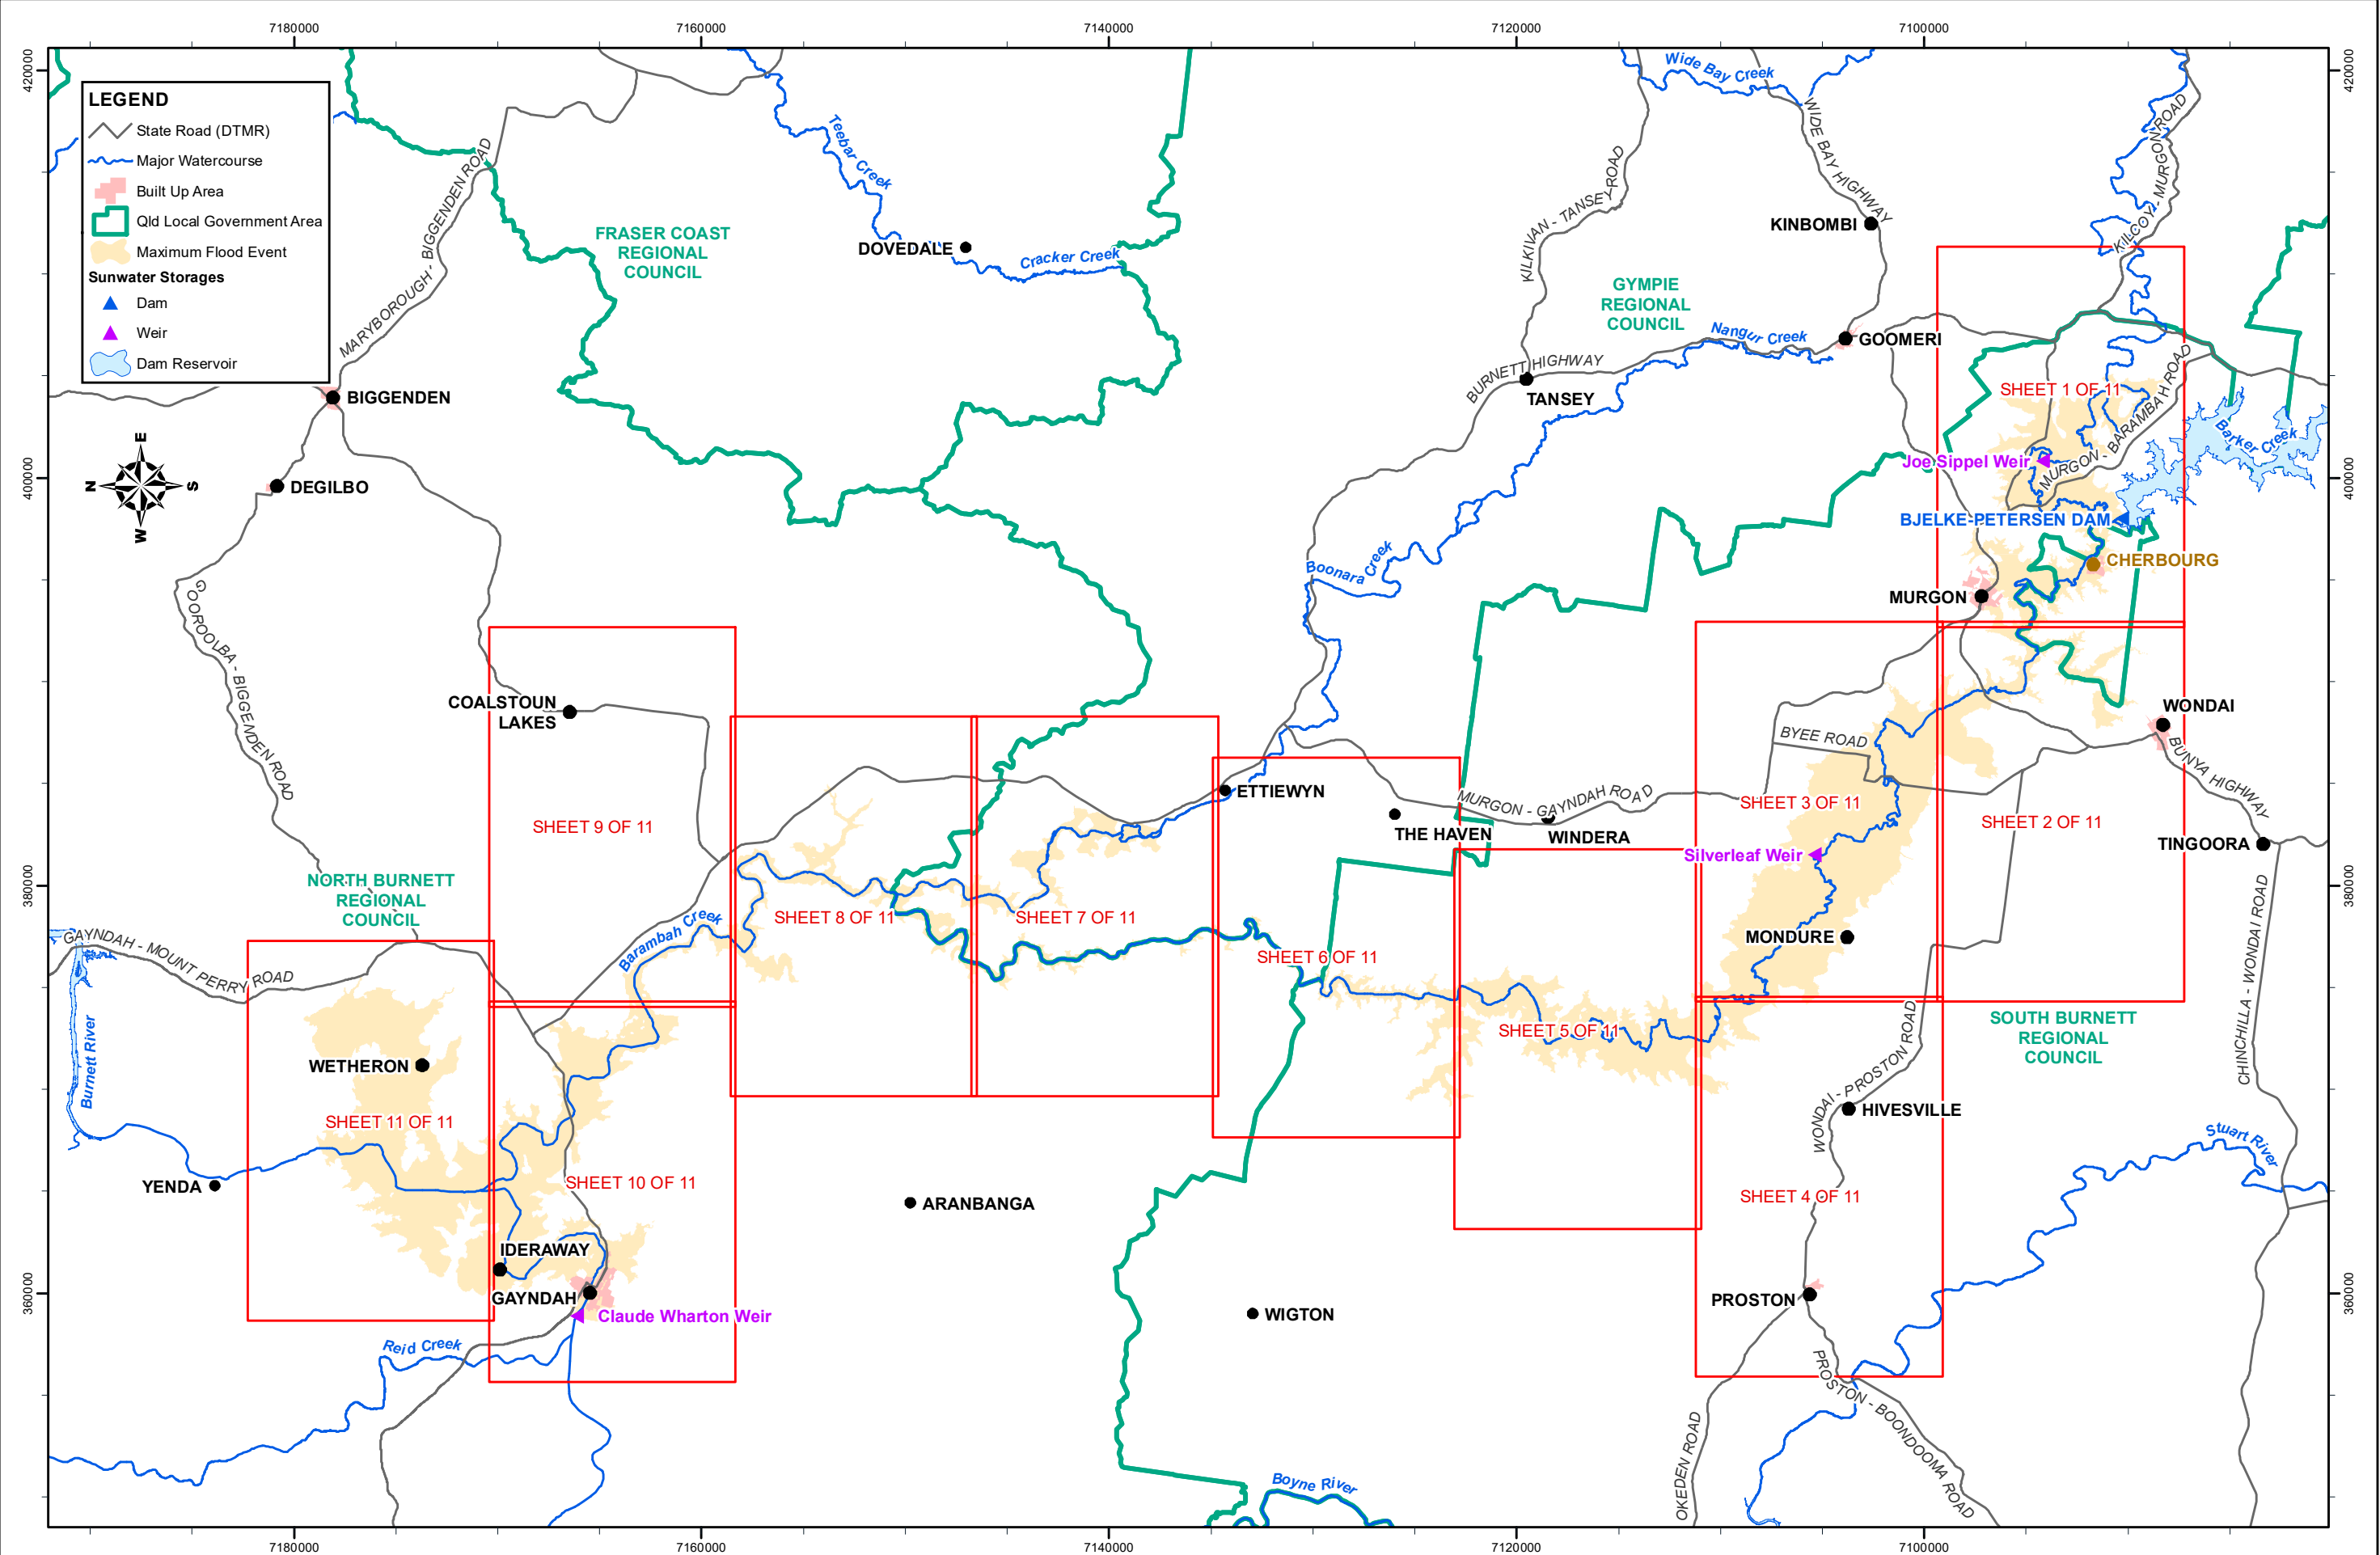 7180000
7160000
7140000
7120000
7100000
420000
420000
LEGEND
State Road (DTMR)
Major Watercourse
Built Up Area
Qld Local Government Area
Maximum Flood Event
Sunwater Storages
Dam
Weir
Dam Reservoir
MARYBOROUGH - BIGGENDEN ROAD
Teebar Creek
FRASER COAST
REGIONAL
COUNCIL
DOVEDALE
Cracker Creek
Wide Bay Creek
WIDE BAY HIGHWAY
KILKIVAN - TANSEY ROAD
KILCOY - MURGON ROAD
KINBOMBI
GYMPIE
REGIONAL
COUNCIL
Nangur Creek
GOOMERI
BURNETT HIGHWAY
TANSEY
BIGGENDEN
SHEET 1 OF 11
MURGON - BARAMBAH ROAD
Barker Creek
Joe Sippel Weir
E
N
S
W
400000
400000
DEGILBO
BJELKE-PETERSEN DAM
CHERBOURG
Boonara Creek
MURGON
GOOROOLBA - BIGGENDEN ROAD
COALSTOUN
LAKES
WONDAI
BYEE ROAD
BUNYA HIGHWAY
ETTIEWYN
MURGON - GAYNDAH ROAD
THE HAVEN
WINDERA
SHEET 3 OF 11
SHEET 2 OF 11
SHEET 9 OF 11
TINGOORA
Silverleaf Weir
380000
380000
NORTH BURNETT
REGIONAL
COUNCIL
Barambah Creek
SHEET 8 OF 11
SHEET 7 OF 11
SHEET 6 OF 11
MONDURE
CHINCHILLA - WONDAI ROAD
GAYNDAH - MOUNT PERRY ROAD
Burnett River
SHEET 5 OF 11
SOUTH BURNETT
REGIONAL
COUNCIL
WETHERON
WONDAI - PROSTON ROAD
HIVESVILLE
SHEET 11 OF 11
Stuart River
YENDA
SHEET 10 OF 11
ARANBANGA
SHEET 4 OF 11
IDERAWAY
GAYNDAH
Claude Wharton Weir
WIGTON
PROSTON
360000
360000
Reid Creek
PROSTON - BOONDOOMA ROAD
OKEDEN ROAD
Boyne River
7180000
7160000
7140000
7120000
7100000